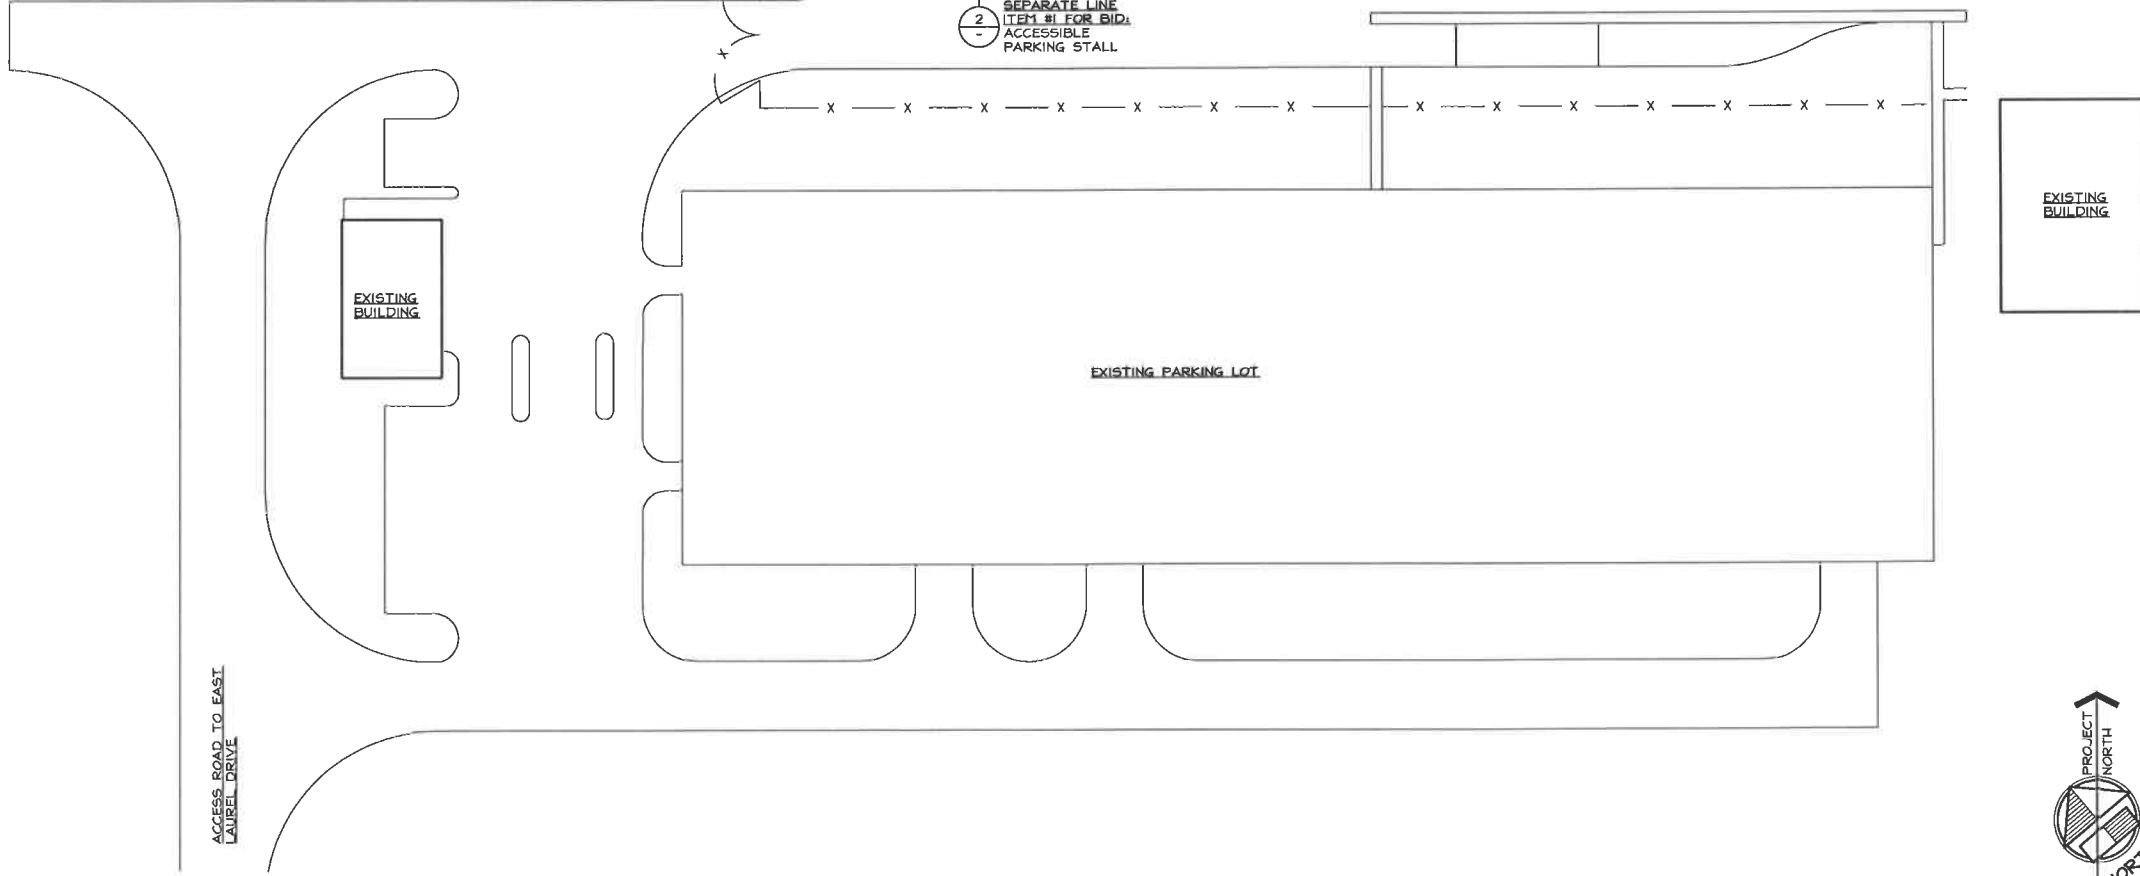 SEPARATE LINE
ITEM #1 FOR BID:
ACCESSIBLE
PARKING STALL
2
-
EXISTING
BUILDING
EXISTING
BUILDING
EXISTING PARKING LOT
ACCESS ROAD TO EAST
LAUREL DRIVE
PROJECT
NORTH